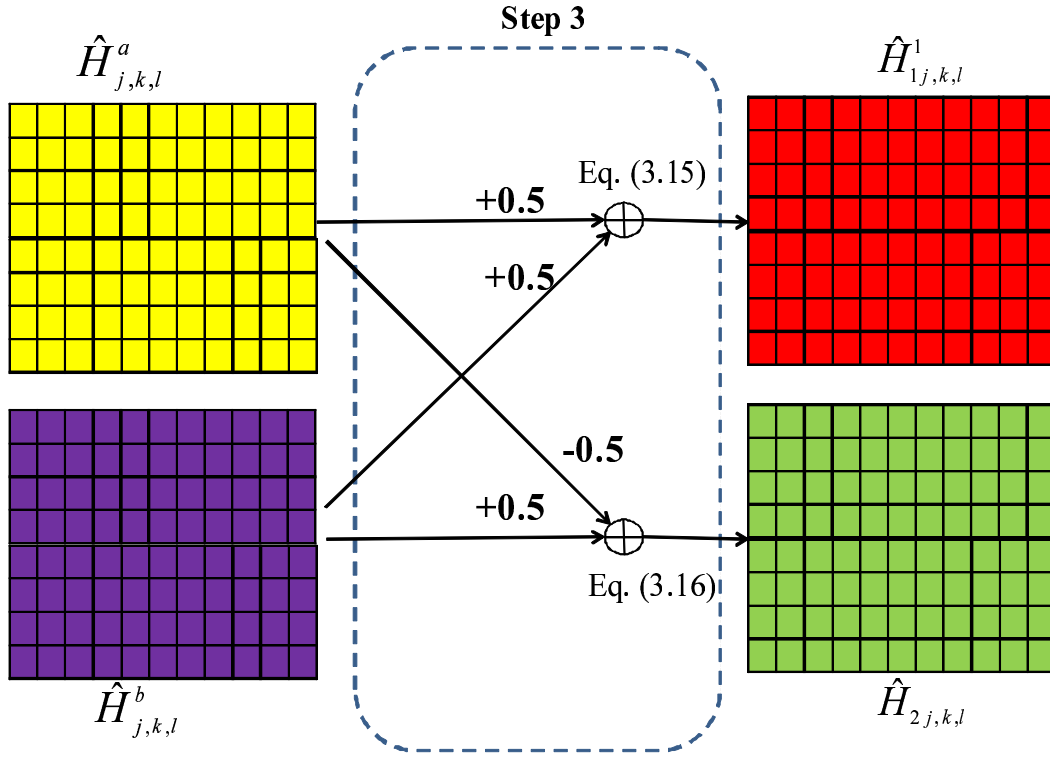 Step 3
Ĥ^a_{j,k,l}
Ĥ^1_{1j,k,l}
Eq. (3.15)
+0.5
+0.5
-0.5
+0.5
Eq. (3.16)
Ĥ^b_{j,k,l}
Ĥ_{2j,k,l}